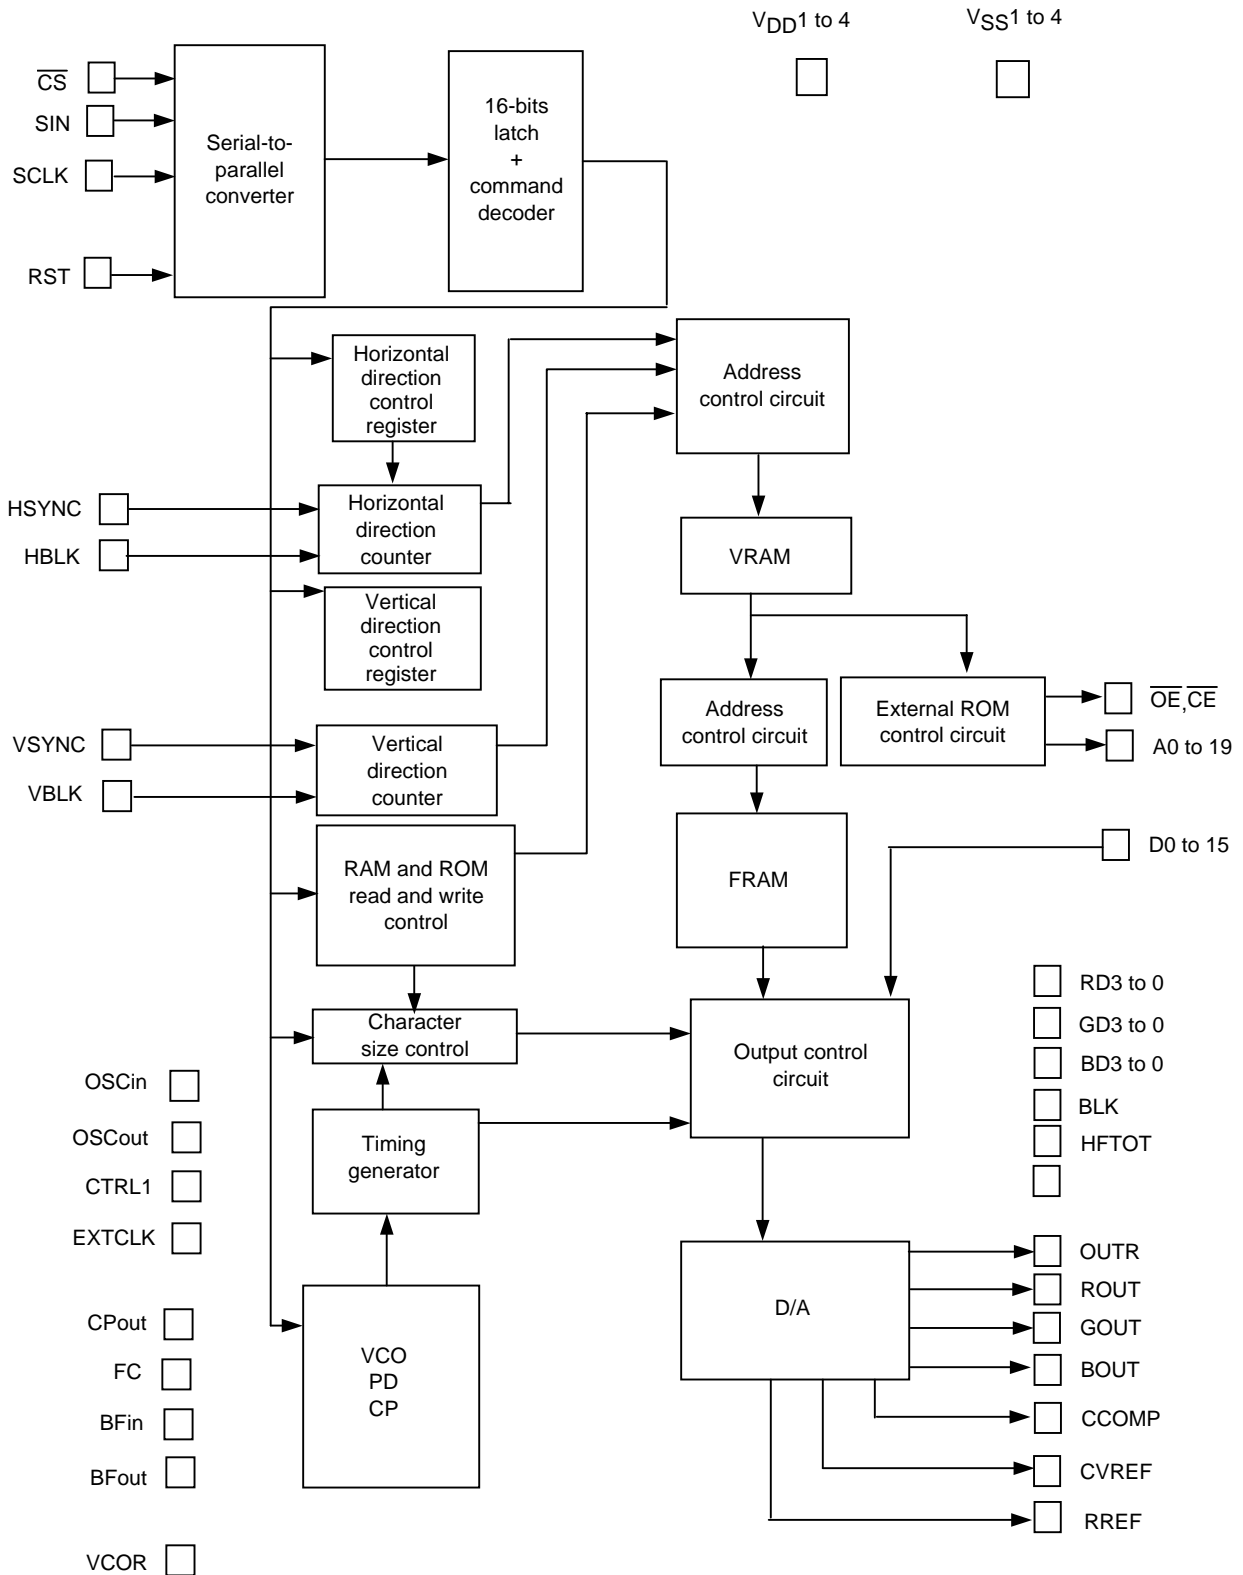 VDD1 to 4
VSS1 to 4
CS
SIN
SCLK
RST
Serial-to-
parallel
converter
16-bits
latch
+
command
decoder
Horizontal
direction
control
register
Address
control circuit
HSYNC
HBLK
Horizontal
direction
counter
VRAM
Vertical
direction
control
register
Address
control circuit
External ROM
control circuit
OE,CE
A0 to 19
VSYNC
VBLK
Vertical
direction
counter
RAM and ROM
read and write
control
FRAM
D0 to 15
Character
size control
Output control
circuit
RD3 to 0
GD3 to 0
BD3 to 0
BLK
HFTOT
OSCin
OSCout
CTRL1
EXTCLK
Timing
generator
CPout
FC
BFin
BFout
VCOR
VCO
PD
CP
D/A
OUTR
ROUT
GOUT
BOUT
CCOMP
CVREF
RREF